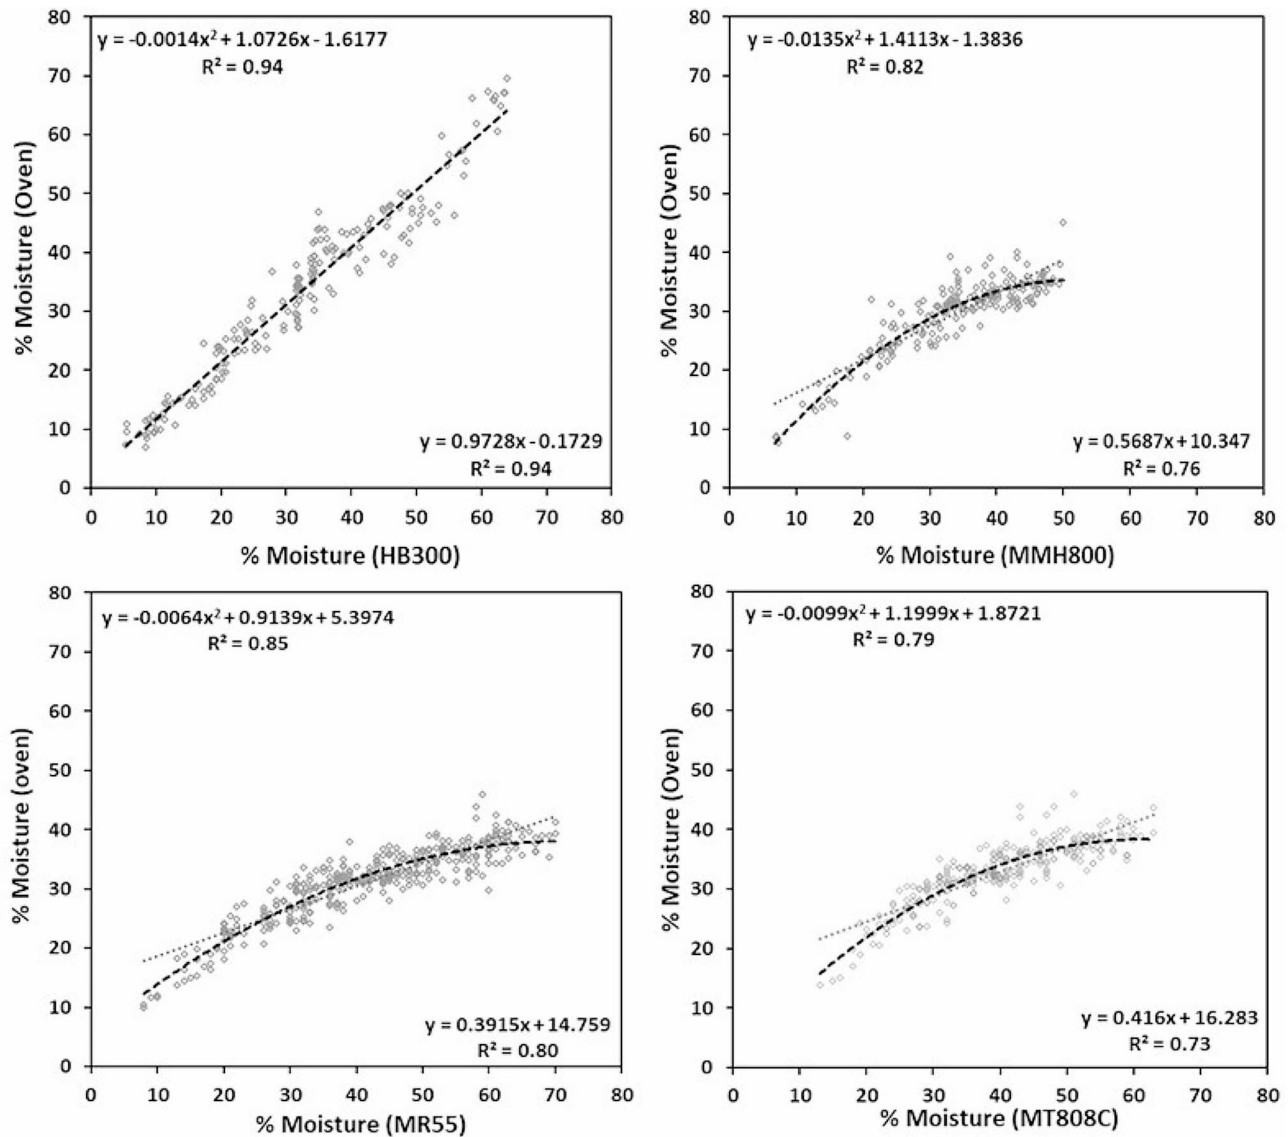 y = -0.0014x² + 1.0726x - 1.6177
R² = 0.94
y = 0.9728x - 0.1729
R² = 0.94
% Moisture (Oven)
80
70
60
50
40
30
20
10
0
0 10 20 30 40 50 60 70 80
% Moisture (HB300)
y = -0.0135x² + 1.4113x - 1.3836
R² = 0.82
y = 0.5687x + 10.347
R² = 0.76
% Moisture (Oven)
80
70
60
50
40
30
20
10
0
0 10 20 30 40 50 60 70 80
% Moisture (MMH800)
y = -0.0064x² + 0.9139x + 5.3974
R² = 0.85
y = 0.3915x + 14.759
R² = 0.80
% Moisture (oven)
80
70
60
50
40
30
20
10
0
0 10 20 30 40 50 60 70 80
% Moisture (MR55)
y = -0.0099x² + 1.1999x + 1.8721
R² = 0.79
y = 0.416x + 16.283
R² = 0.73
% Moisture (Oven)
80
70
60
50
40
30
20
10
0
0 10 20 30 40 50 60 70 80
% Moisture (MT808C)